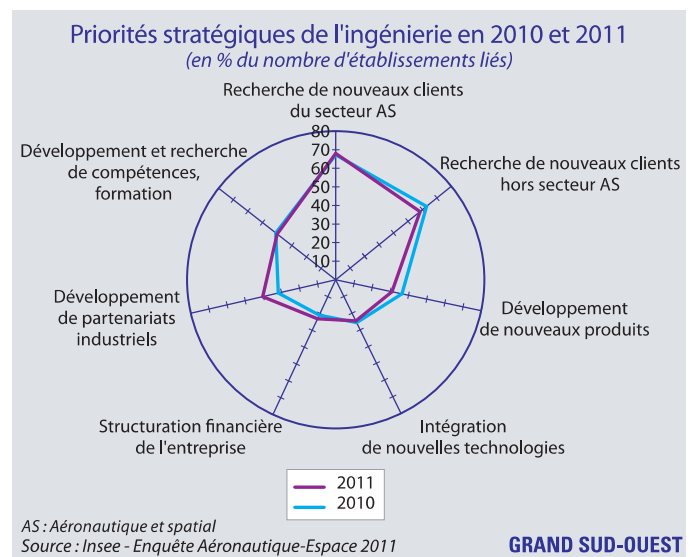 Priorités stratégiques de l'ingénierie en 2010 et 2011
(en % du nombre d'établissements liés)
Recherche de nouveaux clients
du secteur AS
Développement et recherche
de compétences,
formation
Recherche de nouveaux clients
hors secteur AS
80
70
60
50
40
30
20
10
Développement
de partenariats
industriels
Développement
de nouveaux produits
Structuration financière
de l'entreprise
Intégration
de nouvelles technologies
2011
2010
AS : Aéronautique et spatial
Source : Insee - Enquête Aéronautique-Espace 2011
GRAND SUD-OUEST